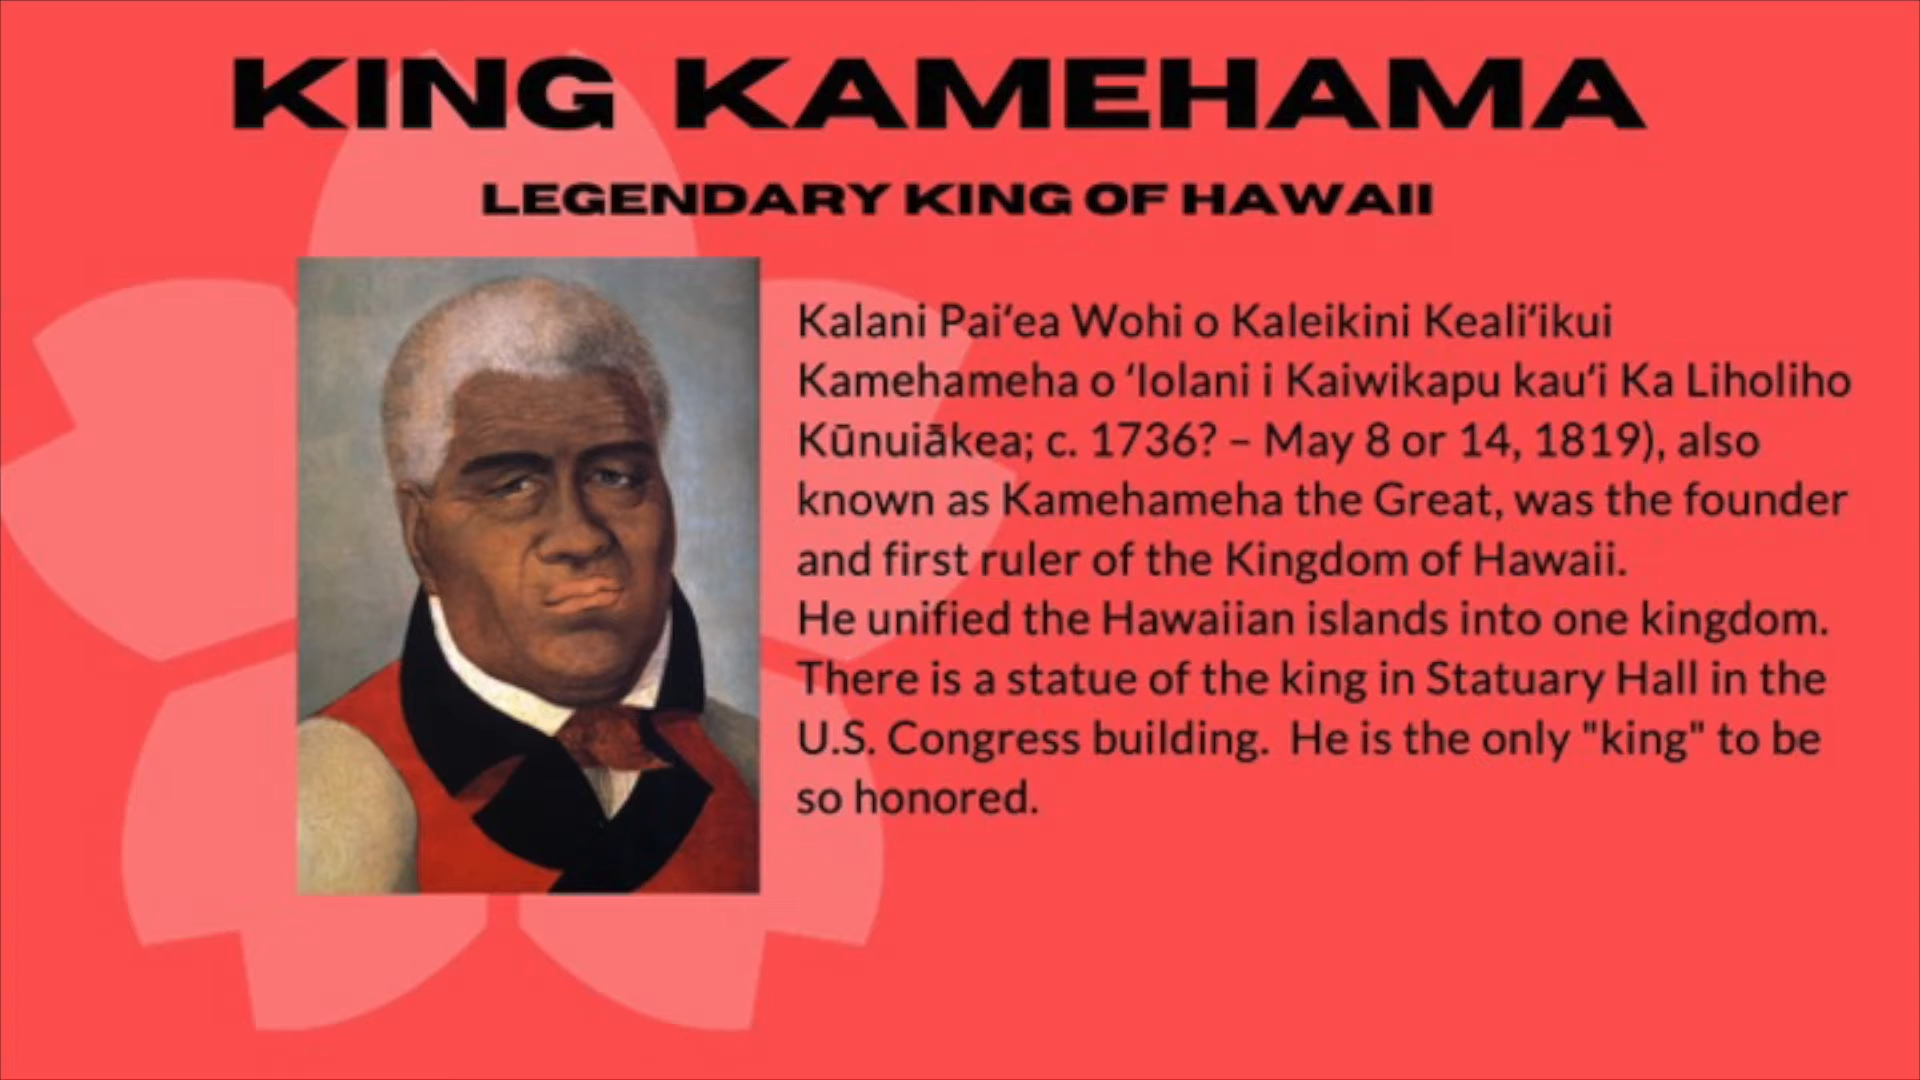 KING KAMEHAMA
LEGENDARY KING OF HAWAII
Kalani Paiʻea Wohi o Kaleikini Kealiʻikui
Kamehameha o ʻIolani i Kaiwikapu kauʻi Ka Liholiho
Kūnuiākea; c. 1736? – May 8 or 14, 1819), also
known as Kamehameha the Great, was the founder
and first ruler of the Kingdom of Hawaii.
He unified the Hawaiian islands into one kingdom.
There is a statue of the king in Statuary Hall in the
U.S. Congress building.  He is the only "king" to be
so honored.